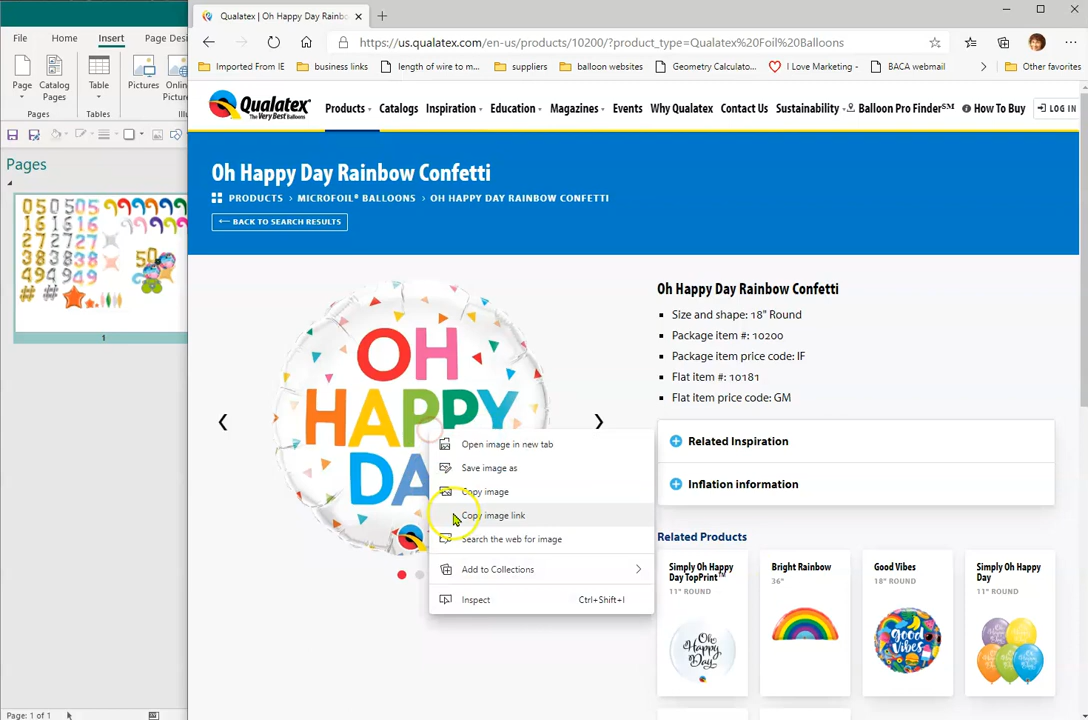 File Home Insert Page Desi
Page
Catalog
Pages
Table
Pictures
Online
Picture
Pages
Tables
Illu
Pages
1
Page: 1 of 1
Qualatex | Oh Happy Day Rainbo
https://us.qualatex.com/en-us/products/10200/?product_type=Qualatex%20Foil%20Balloons
Imported From IE business links length of wire to m... suppliers balloon websites Geometry Calculato... I Love Marketing - BACA webmail Other favorites
Qualatex
The Very Best Balloons
Products Catalogs Inspiration Education Magazines Events Why Qualatex Contact Us Sustainability Balloon Pro Finder℠ How To Buy LOG IN
Oh Happy Day Rainbow Confetti
PRODUCTS › MICROFOIL® BALLOONS › OH HAPPY DAY RAINBOW CONFETTI
BACK TO SEARCH RESULTS
OH
HAPPY
DA
Open image in new tab
Save image as
Copy image
Copy image link
Search the web for image
Add to Collections
Inspect Ctrl+Shift+I
Oh Happy Day Rainbow Confetti
Size and shape: 18" Round
Package item #: 10200
Package item price code: IF
Flat item #: 10181
Flat item price code: GM
Related Inspiration
Inflation information
Related Products
Simply Oh Happy
Day TopPrint™
11" ROUND
Oh
Happy
Day
Bright Rainbow
36"
Good Vibes
18" ROUND
GOOD
VIBES
Simply Oh Happy
Day
11" ROUND